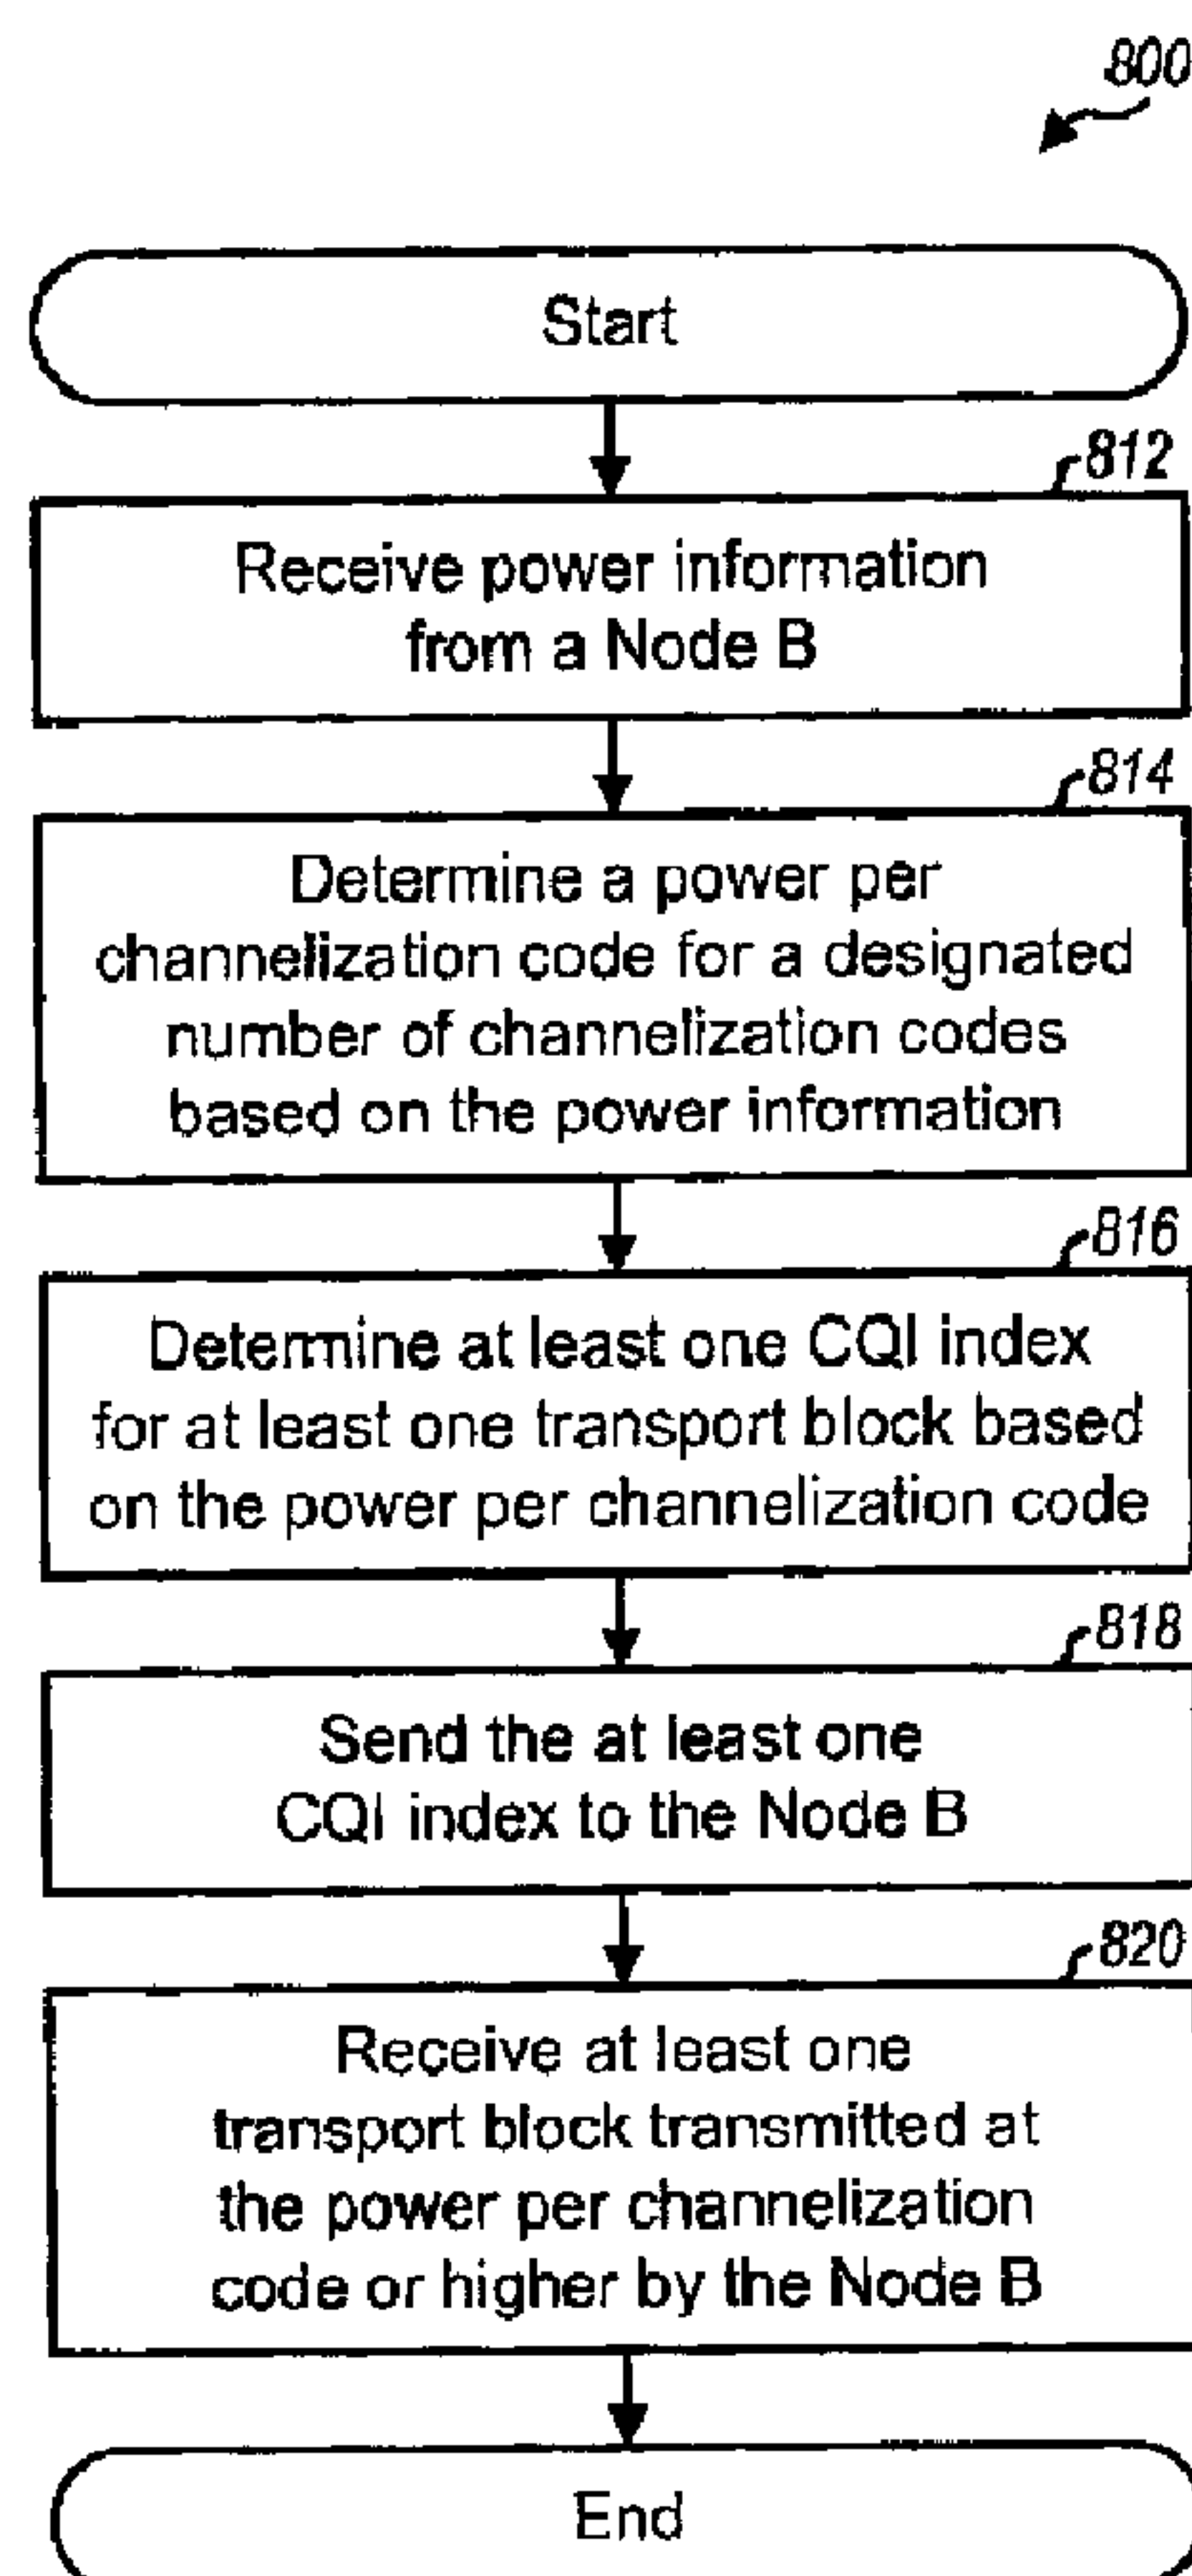 800
Start
812
Receive power information
from a Node B
814
Determine a power per
channelization code for a designated
number of channelization codes
based on the power information
816
Determine at least one CQI index
for at least one transport block based
on the power per channelization code
818
Send the at least one
CQI index to the Node B
820
Receive at least one
transport block transmitted at
the power per channelization
code or higher by the Node B
End